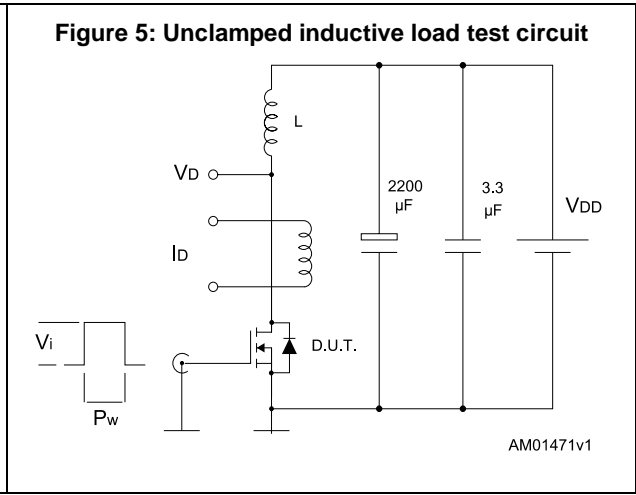 Figure 5: Unclamped inductive load test circuit
L
VD
2200
µF
3.3
µF
VDD
ID
Vi
D.U.T.
Pw
AM01471v1